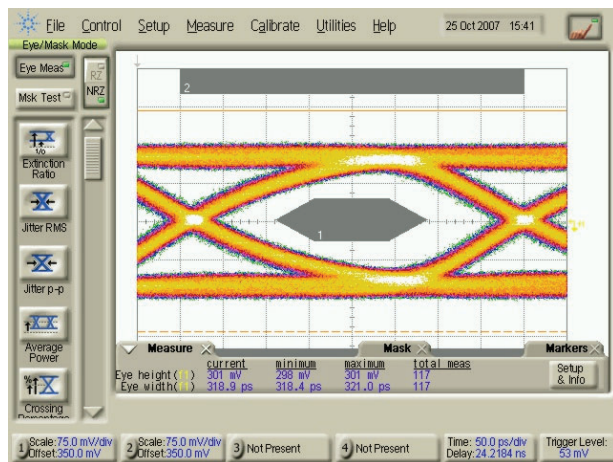 File Control Setup Measure Calibrate Utilities Help 25 Oct 2007 15:41
Eye/Mask Mode
Eye Meas
RZ
NRZ
Msk Test
2
Extinction
Ratio
Jitter RMS
Jitter p-p
1
Average
Power
Crossing
Measure Mask Markers
current minimum maximum total meas
Eye height(f1) 301 mV 298 mV 301 mV 117
Eye width(f1) 318.9 ps 318.4 ps 321.0 ps 117
Setup
& Info
1 Scale:75.0 mV/div
Offset:350.0 mV
2 Scale:75.0 mV/div
Offset:350.0 mV
3 Not Present
4 Not Present
Time: 50.0 ps/div
Delay:24.2184 ns
Trigger Level:
53 mV